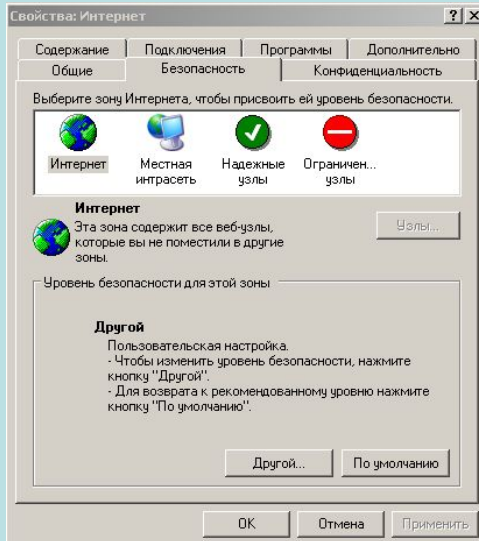 Свойства: Интернет
Содержание Подключения Программы Дополнительно
Общие Безопасность Конфиденциальность
Выберите зону Интернета, чтобы присвоить ей уровень безопасности.
Интернет Местная интрасеть Надежные узлы Ограничен... узлы
Интернет
Эта зона содержит все веб-узлы,
которые вы не поместили в другие
зоны.
Узлы...
Уровень безопасности для этой зоны
Другой
Пользовательская настройка.
- Чтобы изменить уровень безопасности, нажмите
кнопку "Другой".
- Для возврата к рекомендованному уровню нажмите
кнопку "По умолчанию".
Другой... По умолчанию
OK Отмена Применить